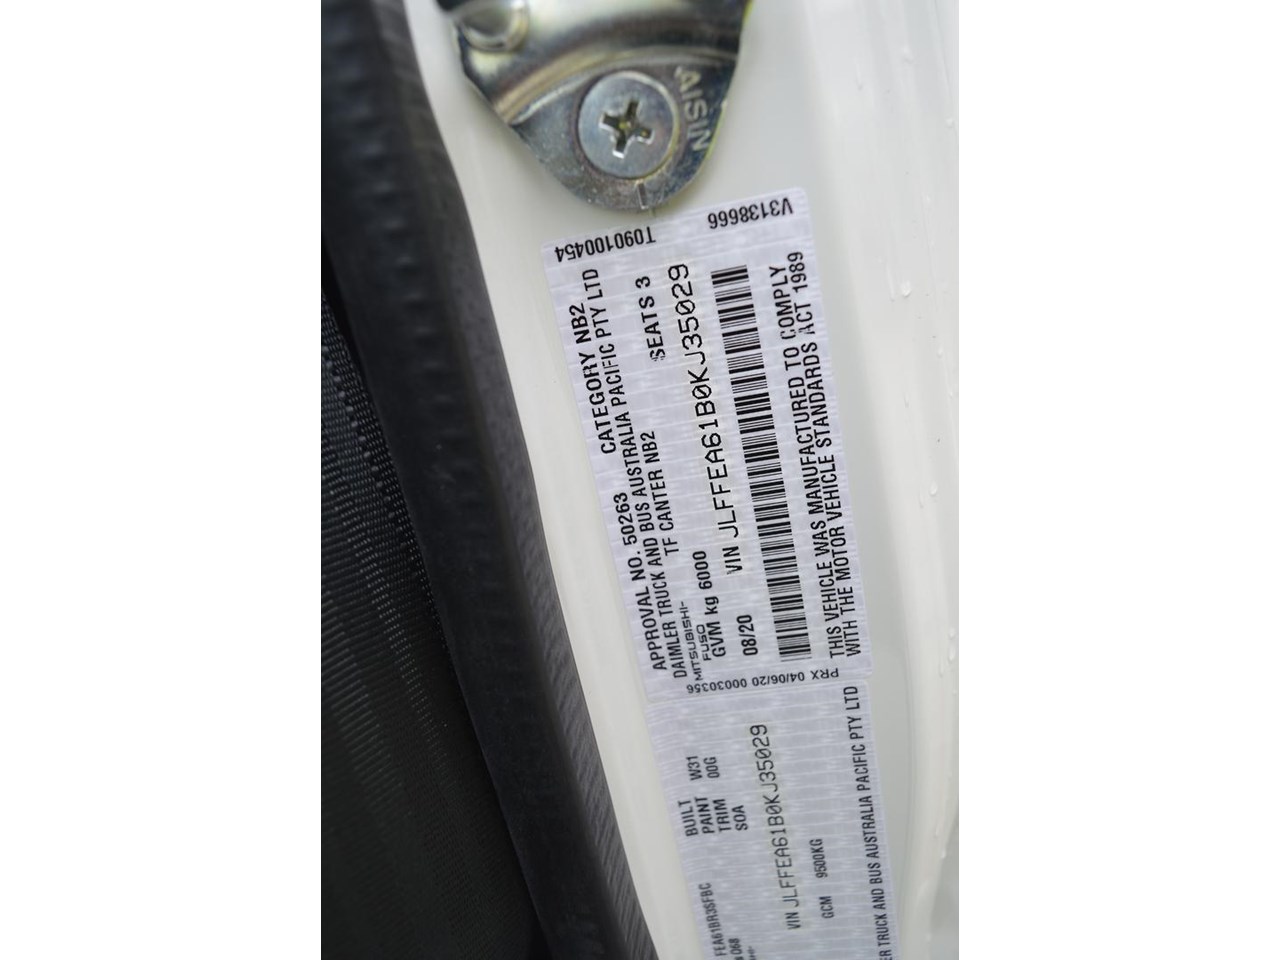 AISIN
T090100454
V3138666
APPROVAL NO. 50263 CATEGORY NB2
DAIMLER TRUCK AND BUS AUSTRALIA PACIFIC PTY LTD
MITSUBISHI-
FUSO
TF CANTER NB2
GVM kg 6000 SEATS 3
08/20 VIN JLFFEA61B0KJ35029
THIS VEHICLE WAS MANUFACTURED TO COMPLY
WITH THE MOTOR VEHICLE STANDARDS ACT 1989
PRX 04/06/20 00030356
BUILT W31
PAINT 00G
TRIM
SOA
FEA61BR3SFBC
VIN JLFFEA61B0KJ35029
GCM 9500KG
TRUCK AND BUS AUSTRALIA PACIFIC PTY LTD